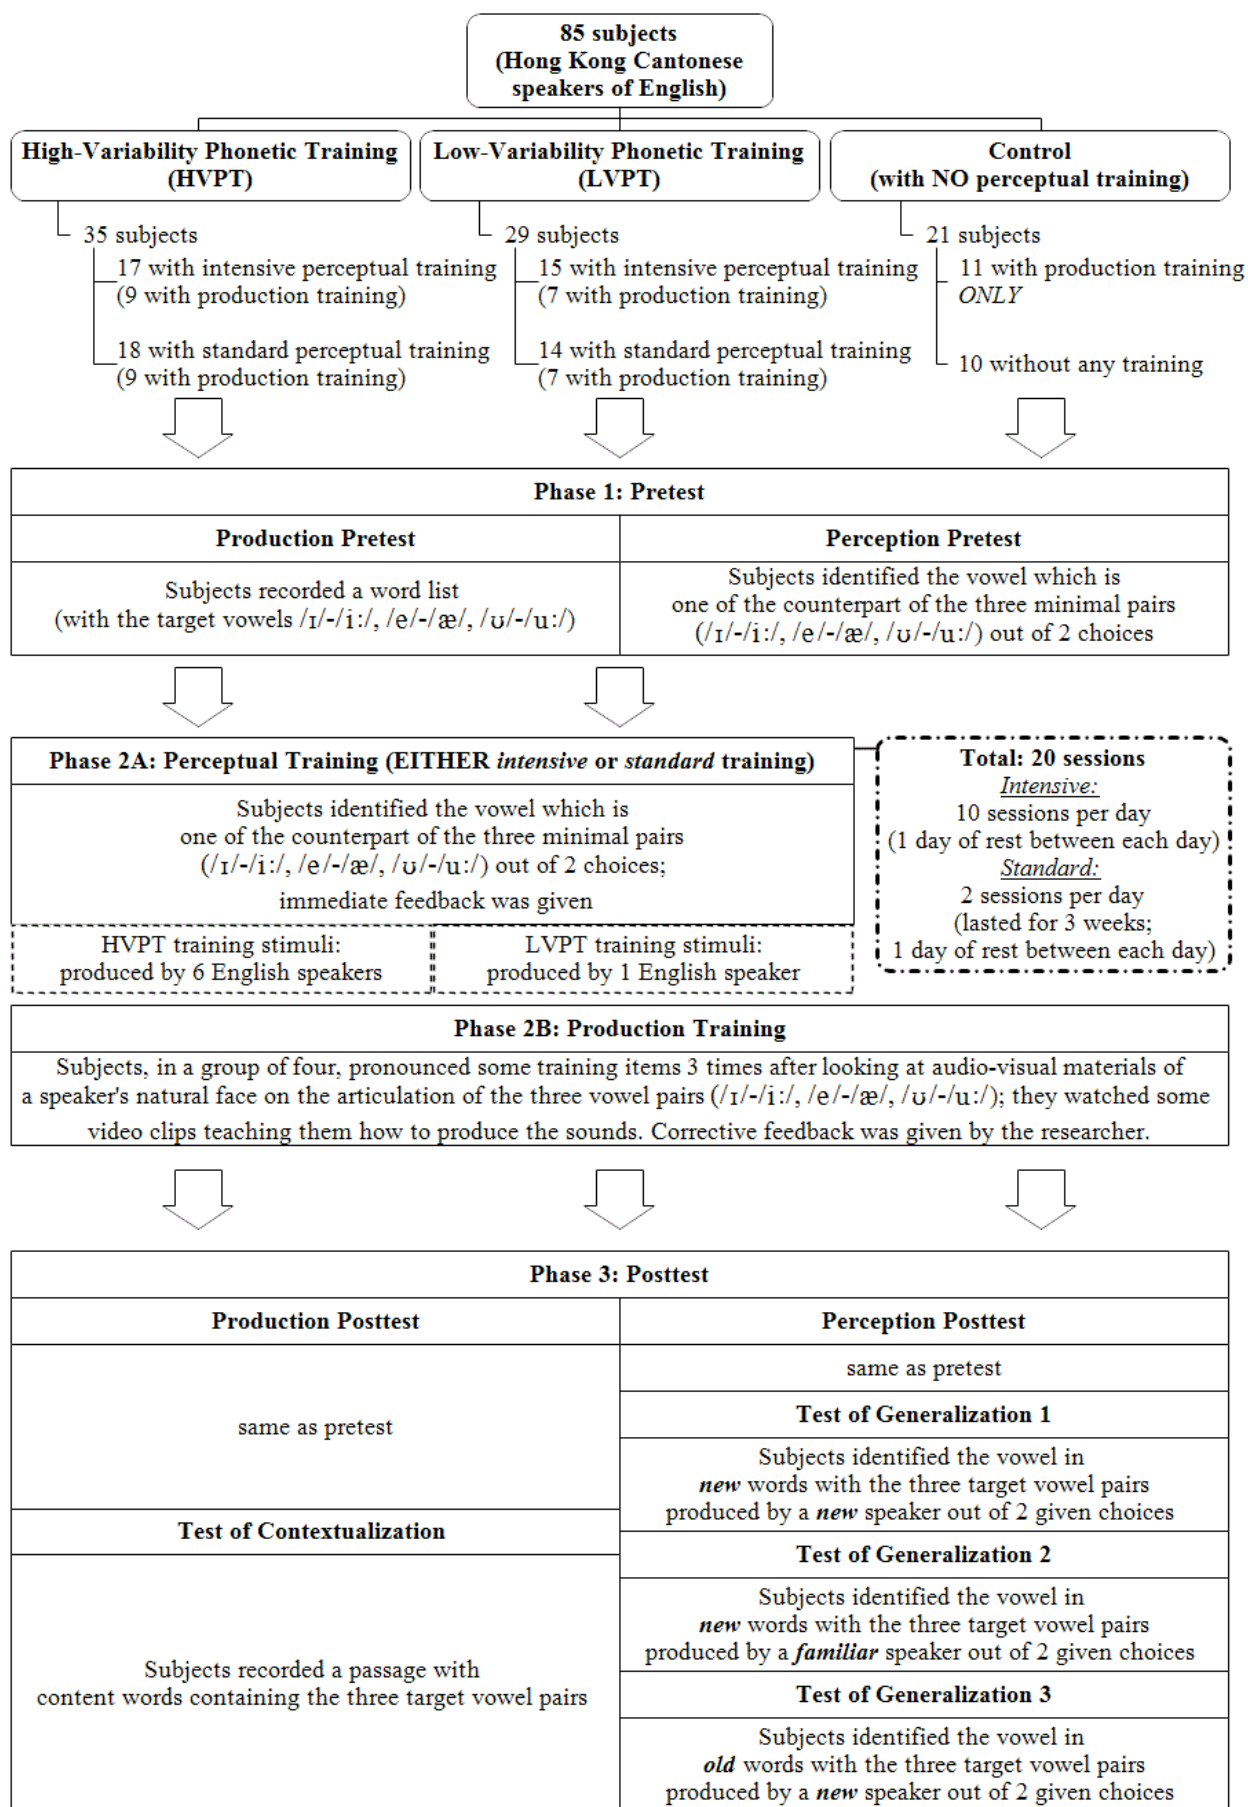 85 subjects
(Hong Kong Cantonese
speakers of English)
High-Variability Phonetic Training
(HVPT)
Low-Variability Phonetic Training
(LVPT)
Control
(with NO perceptual training)
35 subjects
17 with intensive perceptual training
(9 with production training)
18 with standard perceptual training
(9 with production training)
29 subjects
15 with intensive perceptual training
(7 with production training)
14 with standard perceptual training
(7 with production training)
21 subjects
11 with production training
ONLY
10 without any training
Phase 1: Pretest
Production Pretest
Subjects recorded a word list
(with the target vowels /ɪ/-/i:/, /e/-/æ/, /ʊ/-/u:/)
Perception Pretest
Subjects identified the vowel which is
one of the counterpart of the three minimal pairs
(/ɪ/-/i:/, /e/-/æ/, /ʊ/-/u:/) out of 2 choices
Phase 2A: Perceptual Training (EITHER intensive or standard training)
Subjects identified the vowel which is
one of the counterpart of the three minimal pairs
(/ɪ/-/i:/, /e/-/æ/, /ʊ/-/u:/) out of 2 choices;
immediate feedback was given
HVPT training stimuli:
produced by 6 English speakers
LVPT training stimuli:
produced by 1 English speaker
Total: 20 sessions
Intensive:
10 sessions per day
(1 day of rest between each day)
Standard:
2 sessions per day
(lasted for 3 weeks;
1 day of rest between each day)
Phase 2B: Production Training
Subjects, in a group of four, pronounced some training items 3 times after looking at audio-visual materials of
a speaker's natural face on the articulation of the three vowel pairs (/ɪ/-/i:/, /e/-/æ/, /ʊ/-/u:/); they watched some
video clips teaching them how to produce the sounds. Corrective feedback was given by the researcher.
Phase 3: Posttest
Production Posttest
same as pretest
Test of Contextualization
Subjects recorded a passage with
content words containing the three target vowel pairs
Perception Posttest
same as pretest
Test of Generalization 1
Subjects identified the vowel in
new words with the three target vowel pairs
produced by a new speaker out of 2 given choices
Test of Generalization 2
Subjects identified the vowel in
new words with the three target vowel pairs
produced by a familiar speaker out of 2 given choices
Test of Generalization 3
Subjects identified the vowel in
old words with the three target vowel pairs
produced by a new speaker out of 2 given choices